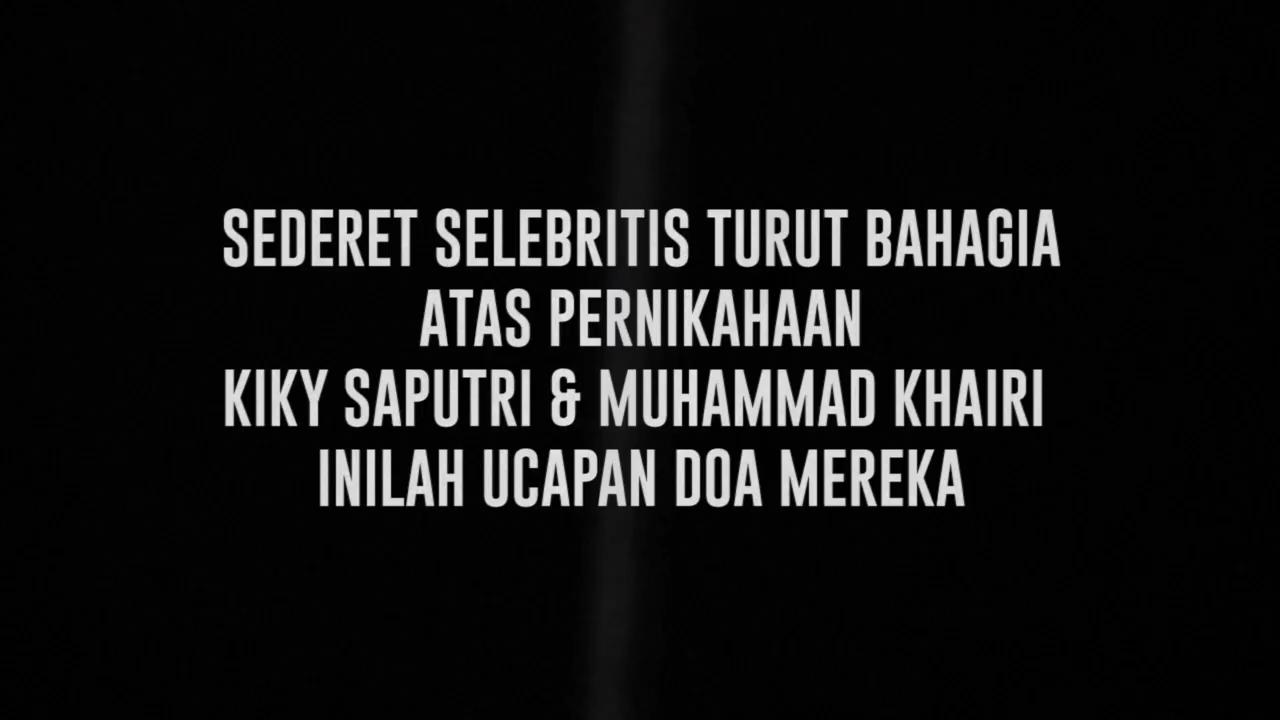 SEDERET SELEBRITIS TURUT BAHAGIA
ATAS PERNIKAHAAN
KIKY SAPUTRI & MUHAMMAD KHAIRI
INILAH UCAPAN DOA MEREKA